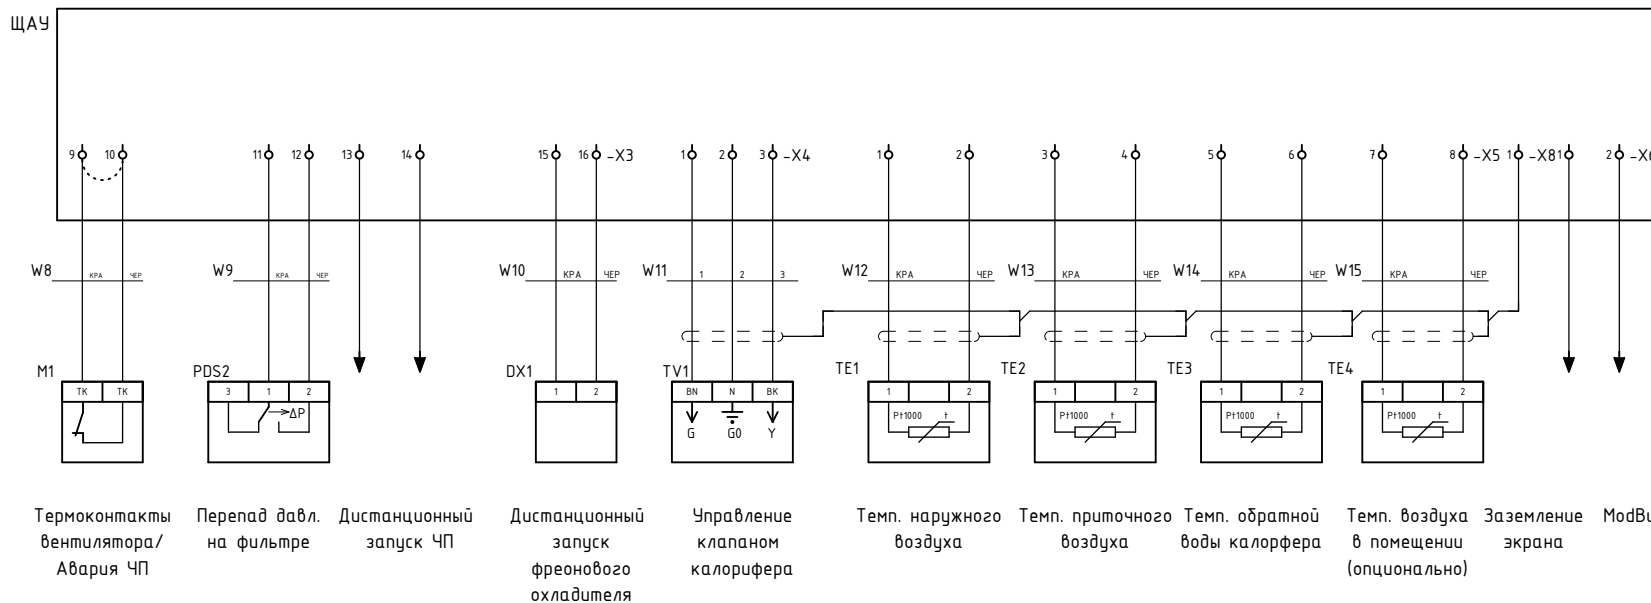 ЩАУ
9 10 11 12 13 14 15 16 -X3 1 2 3 -X4 1 2 3 4 5 6 7 8 -X5 1 -X8 1 2
W8 КРА ЧЕР W9 КРА ЧЕР W10 КРА ЧЕР W11 1 2 3 W12 КРА ЧЕР W13 КРА ЧЕР W14 КРА ЧЕР W15 КРА ЧЕР
M1 PDS2 DX1 TV1 TE1 TE2 TE3 TE4
TK TK 3 1 2 1 2 BN N BK 1 2 1 2 1 2 1 2
ΔP Pt1000 t Pt1000 t Pt1000 t Pt1000 t
G G0 Y
Термоконтакты
вентилятора/
Авария ЧП
Перепад давл.
на фильтре
Дистанционный
запуск ЧП
Дистанционный
запуск
фреонового
охладителя
Управление
клапаном
калорифера
Темп. наружного
воздуха
Темп. приточного
воздуха
Темп. обратной
воды калорфера
Темп. воздуха
в помещении
(опционально)
Заземление
экрана